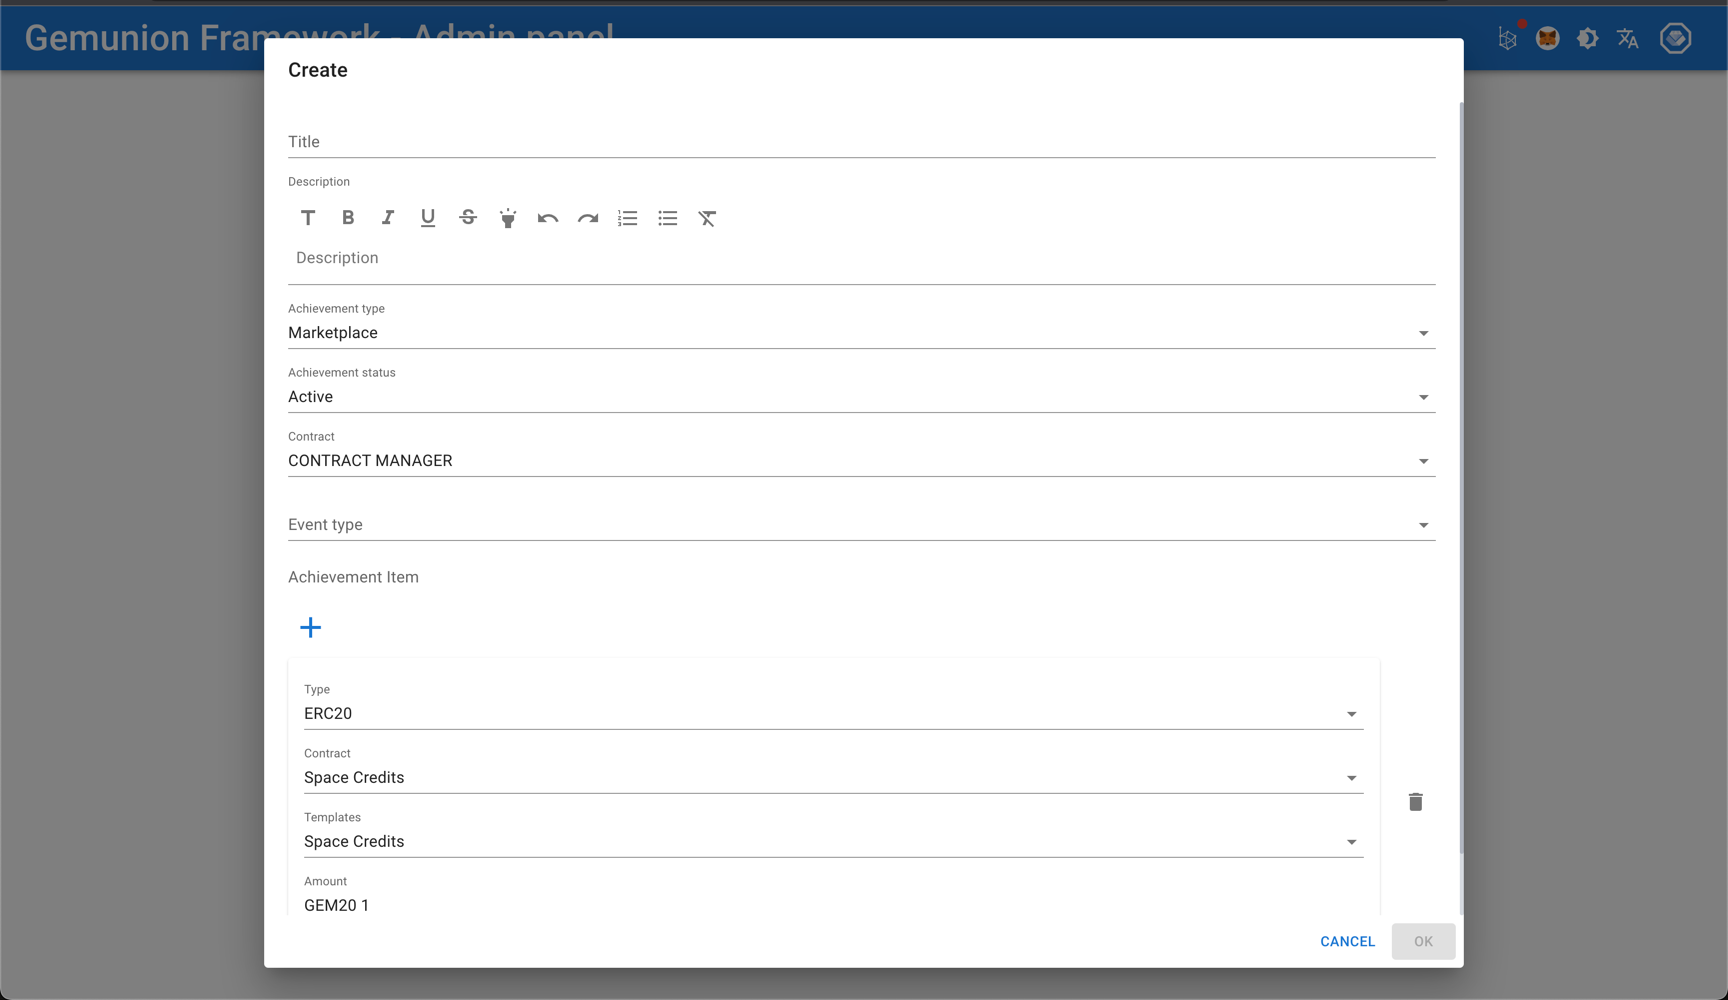 Gemunion Framework - Admin panel
Create
Title
Description
Description
Achievement type
Marketplace
Achievement status
Active
Contract
CONTRACT MANAGER
Event type
Achievement Item
Type
ERC20
Contract
Space Credits
Templates
Space Credits
Amount
GEM20 1
CANCEL
OK